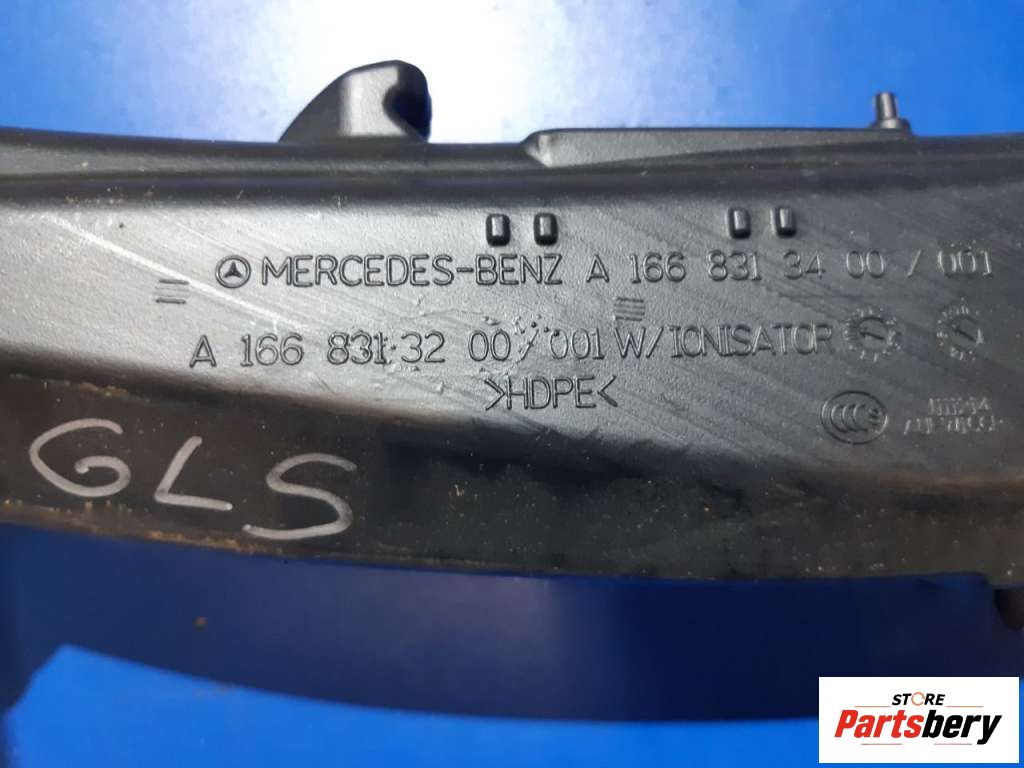 MERCEDES-BENZ A 166 831 34 00 / 001
A 166 831 32 00 / 001 W/IONISATOR
>HDPE<
GLS
STORE
Partsbery